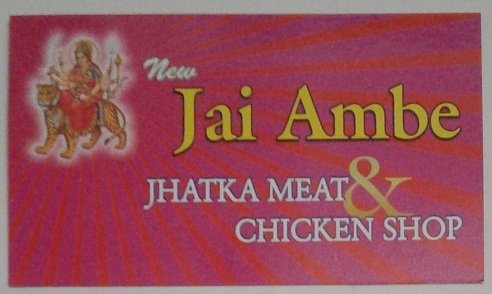 New
Jai Ambe
JHATKA MEAT &
CHICKEN SHOP